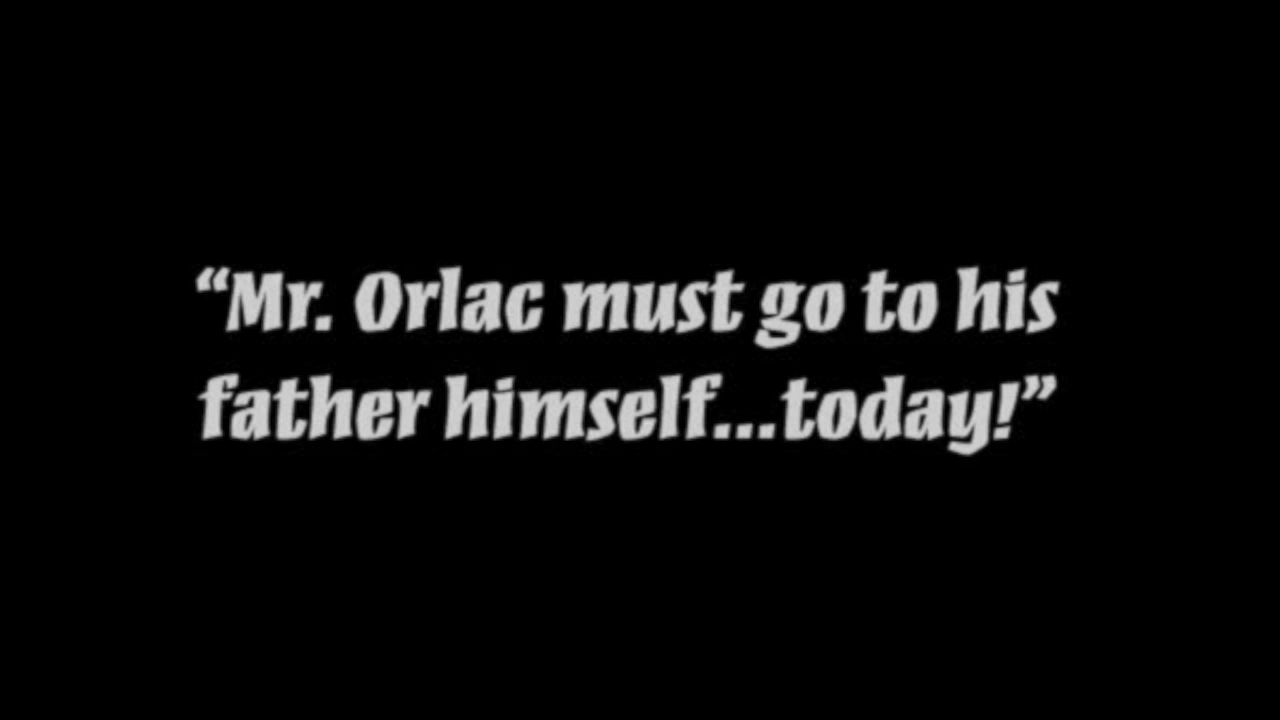 “Mr. Orlac must go to his
father himself...today!”